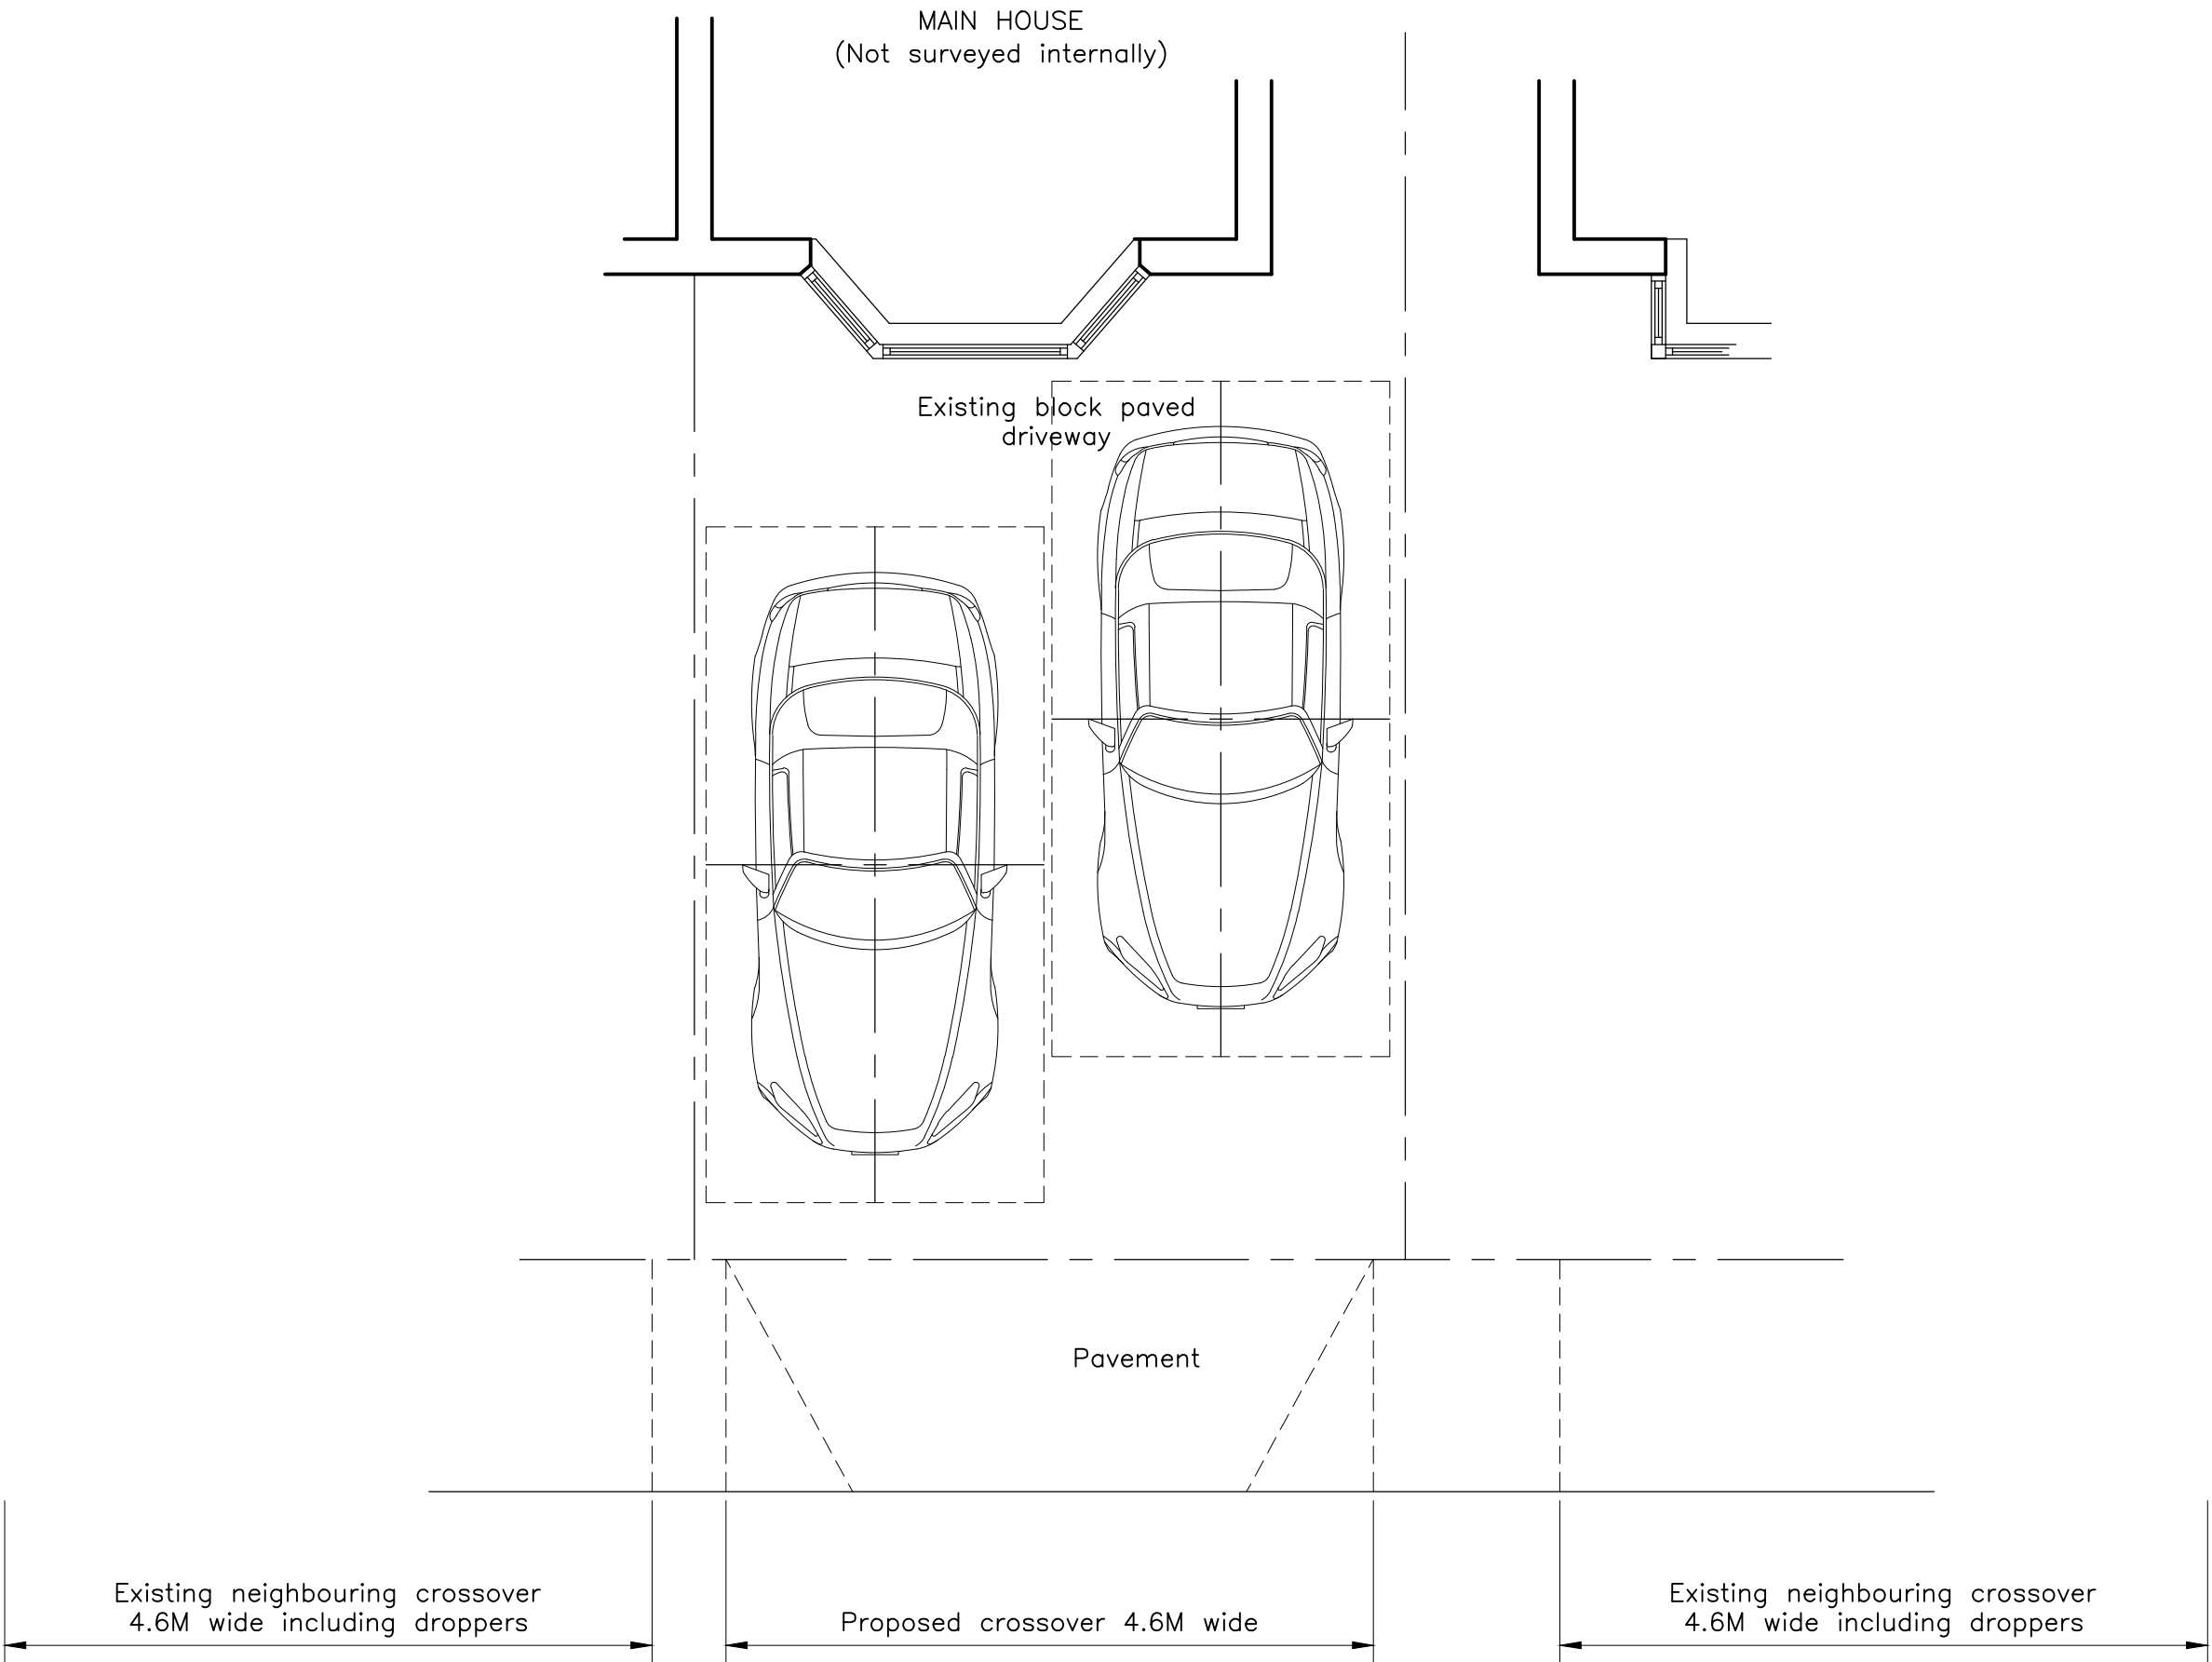 MAIN HOUSE
(Not surveyed internally)
Existing block paved
driveway
Pavement
Existing neighbouring crossover
4.6M wide including droppers
Proposed crossover 4.6M wide
Existing neighbouring crossover
4.6M wide including droppers